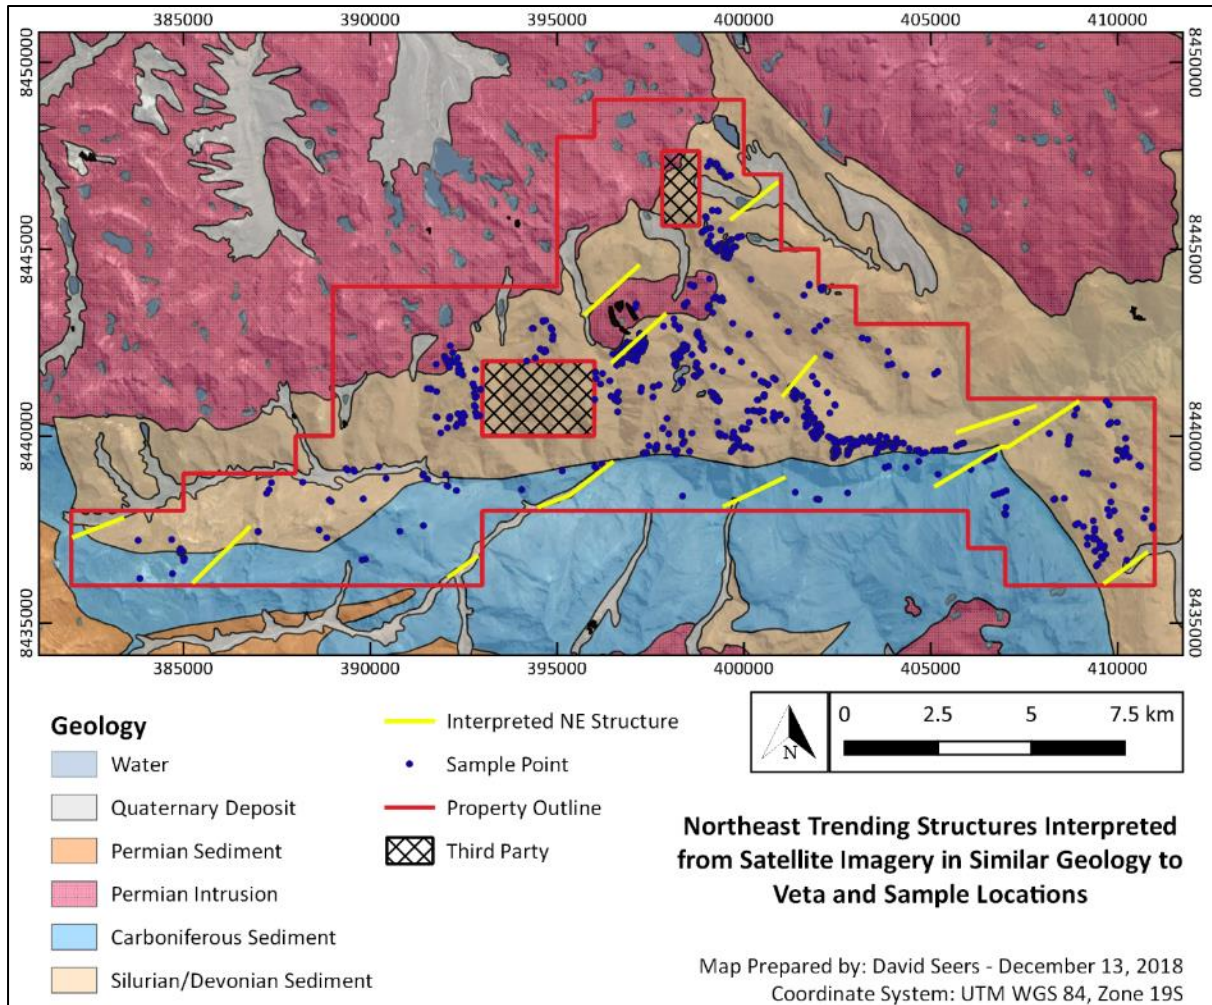 385000 390000 395000 400000 405000 410000
8450000 8450000
8445000 8445000
8440000 8440000
8435000 8435000
385000 390000 395000 400000 405000 410000
Geology
Water
Quaternary Deposit
Permian Sediment
Permian Intrusion
Carboniferous Sediment
Silurian/Devonian Sediment
Interpreted NE Structure
Sample Point
Property Outline
Third Party
N
0 2.5 5 7.5 km
Northeast Trending Structures Interpreted
from Satellite Imagery in Similar Geology to
Veta and Sample Locations
Map Prepared by: David Seers - December 13, 2018
Coordinate System: UTM WGS 84, Zone 19S